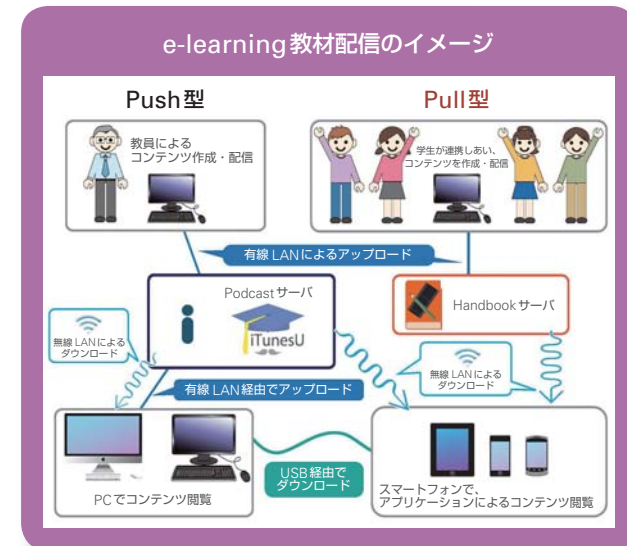 e-learning教材配信のイメージ
Push型
Pull型
教員による
コンテンツ作成・配信
学生が連携しあい、
コンテンツを作成・配信
有線LANによるアップロード
Podcastサーバ
i
iTunesU
Handbookサーバ
無線LANによる
ダウンロード
無線LANによる
ダウンロード
有線LAN経由でアップロード
USB経由で
ダウンロード
PCでコンテンツ閲覧
スマートフォンで、
アプリケーションによるコンテンツ閲覧